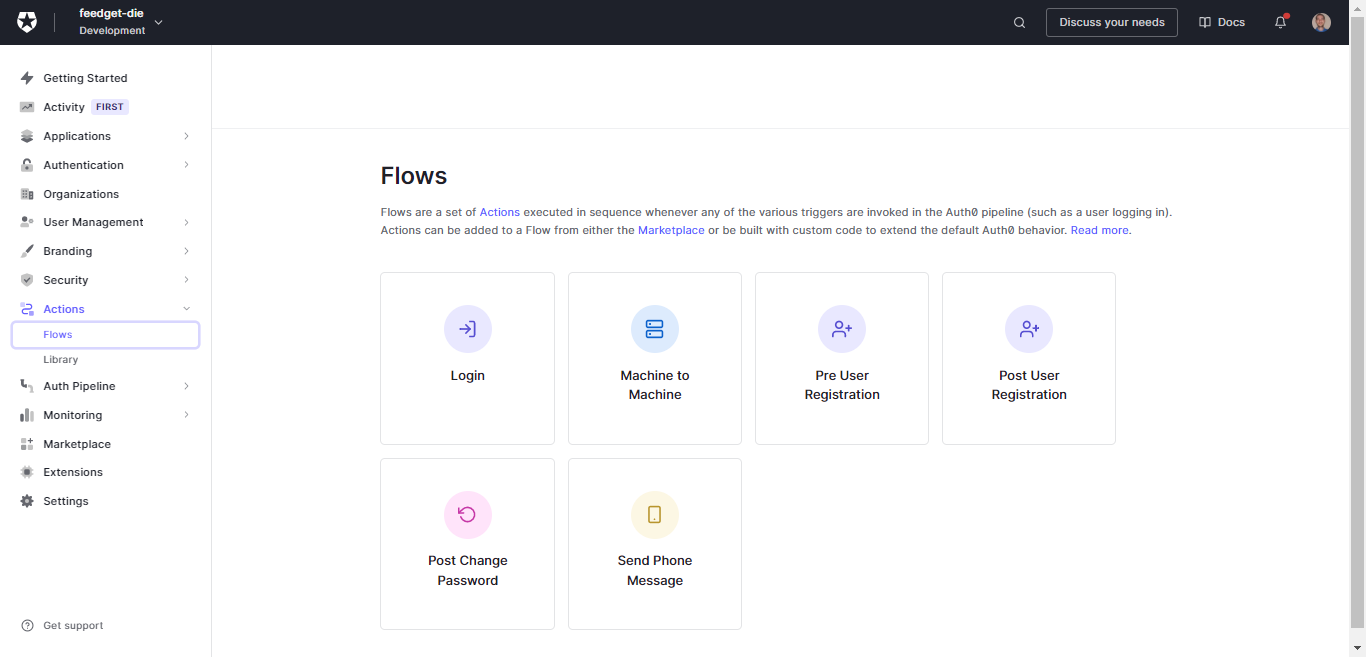 feedget-die
Development
Discuss your needs
Docs
Getting Started
Activity FIRST
Applications
Authentication
Organizations
User Management
Branding
Security
Actions
Flows
Library
Auth Pipeline
Monitoring
Marketplace
Extensions
Settings
Get support
Flows
Flows are a set of Actions executed in sequence whenever any of the various triggers are invoked in the Auth0 pipeline (such as a user logging in).
Actions can be added to a Flow from either the Marketplace or be built with custom code to extend the default Auth0 behavior. Read more.
Login
Machine to
Machine
Pre User
Registration
Post User
Registration
Post Change
Password
Send Phone
Message